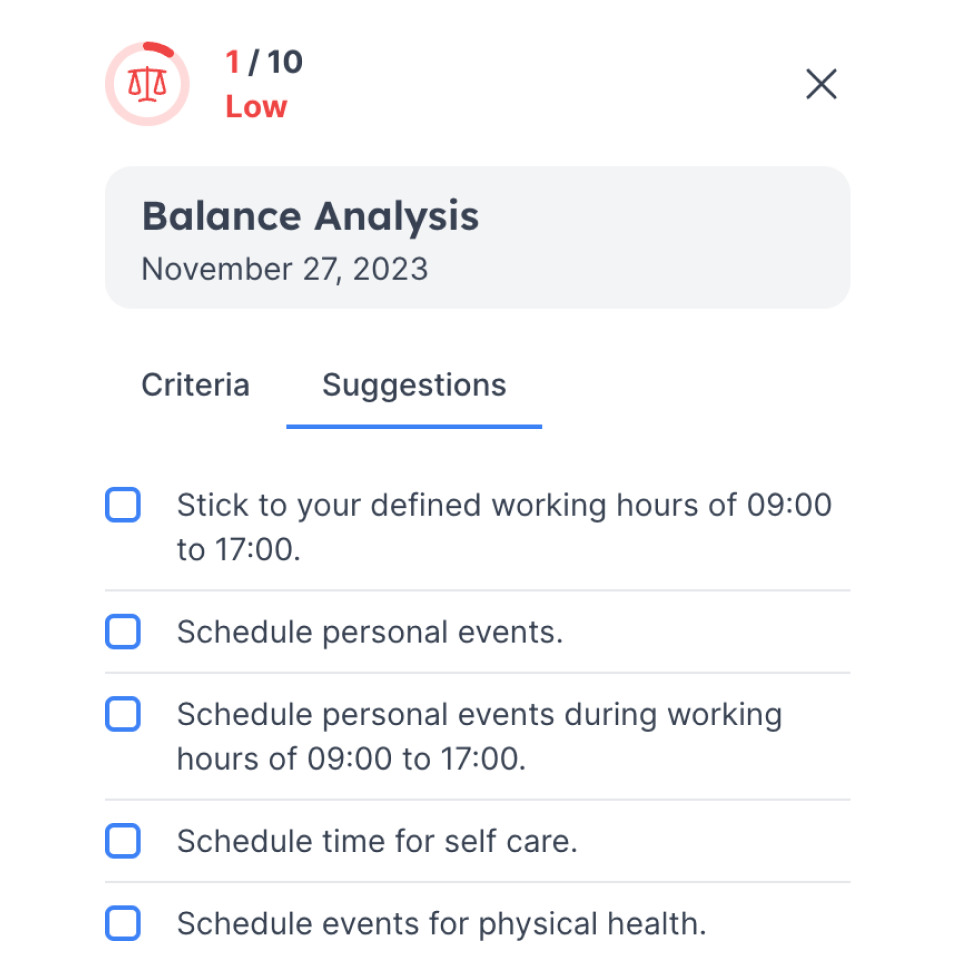 1 / 10
Low
Balance Analysis
November 27, 2023
Criteria
Suggestions
Stick to your defined working hours of 09:00
to 17:00.
Schedule personal events.
Schedule personal events during working
hours of 09:00 to 17:00.
Schedule time for self care.
Schedule events for physical health.